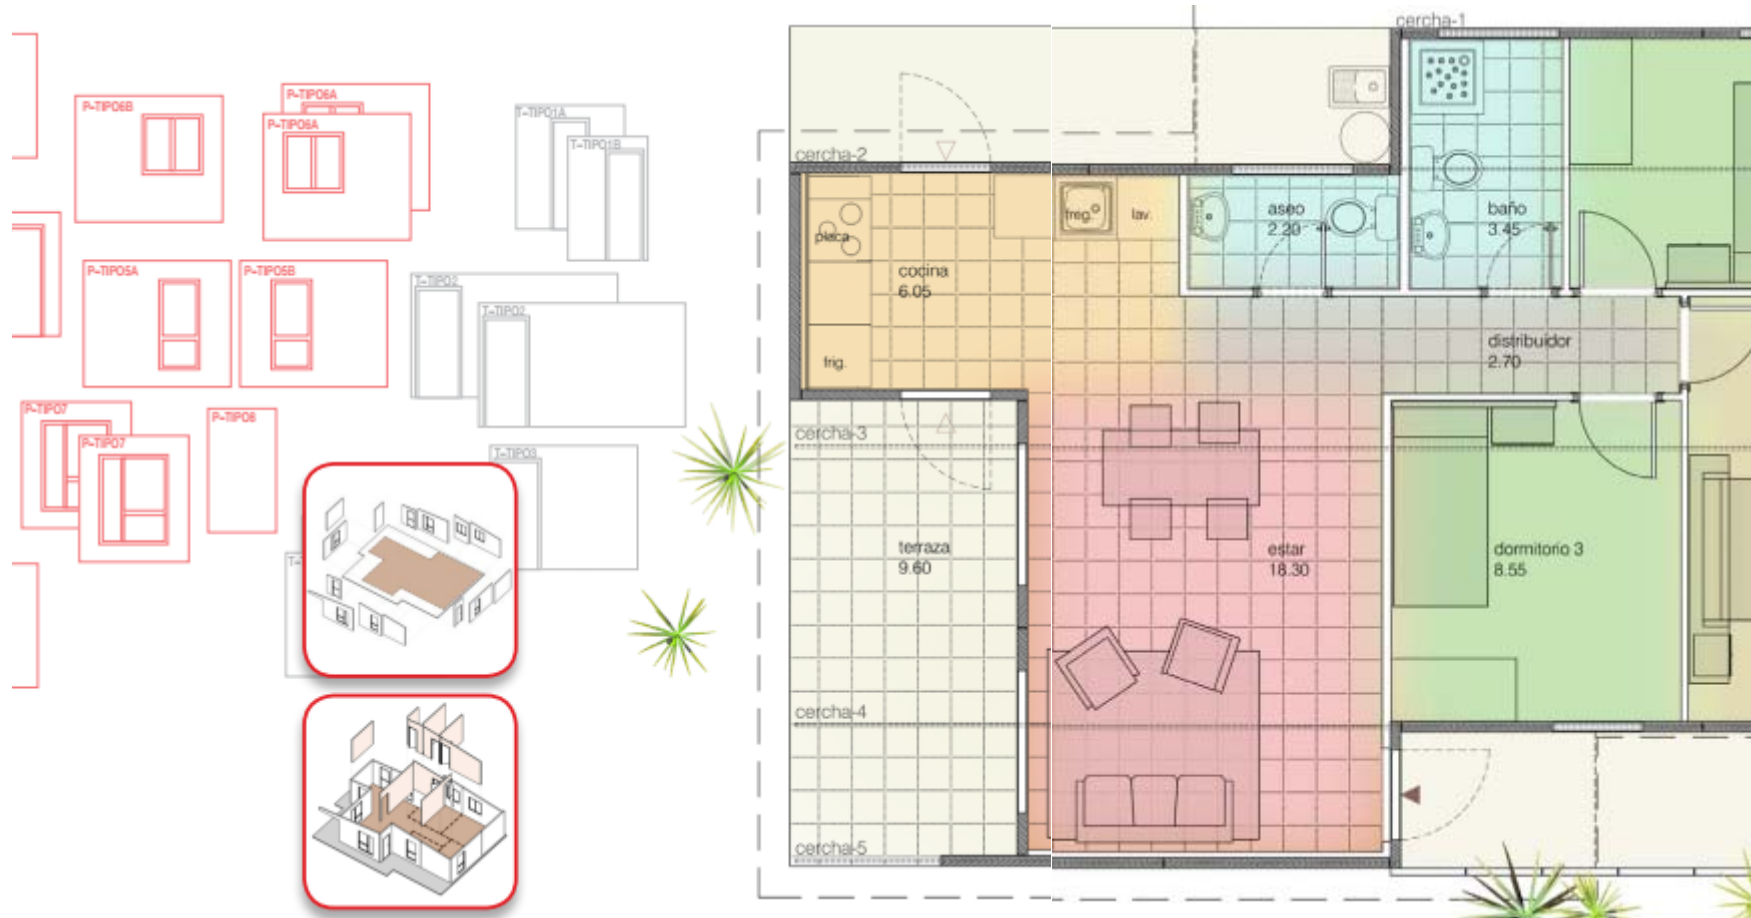 P-TIPO6B
P-TIPO6A
P-TIPO6A
T-TIPO1A
T-TIPO1B
P-TIPO5A
P-TIPO5B
T-TIPO2
T-TIPO2
P-TIPO7
P-TIPO7
P-TIPO8
T-TIPO3
T-
cercha-1
cercha-2
placa
freg.
lav.
aseo
2.20
baño
3.45
cocina
6.05
frig.
distribuidor
2.70
cercha-3
terraza
9.60
estar
18.30
dormitorio 3
8.55
cercha-4
cercha-5